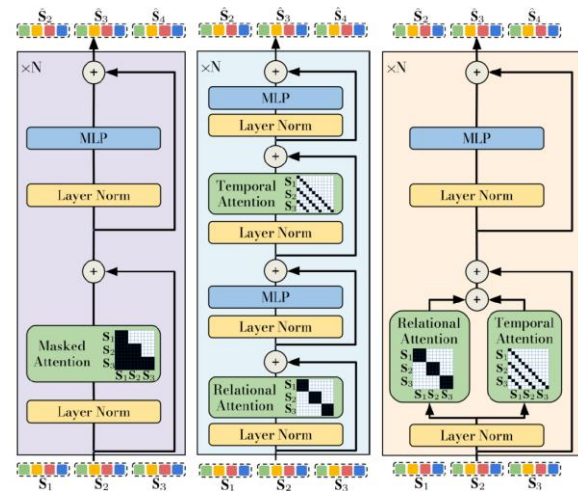 Ŝ₂ Ŝ₃ Ŝ₄
×N
+
MLP
Layer Norm
+
Masked
Attention
S₁
S₂
S₃
S₁ S₂ S₃
Layer Norm
S₁ S₂ S₃
Ŝ₂ Ŝ₃ Ŝ₄
×N
+
MLP
Layer Norm
+
Temporal
Attention
S₁
S₂
S₃
Layer Norm
+
MLP
Layer Norm
+
Relational
Attention
S₁
S₂
S₃
Layer Norm
S₁ S₂ S₃
Ŝ₂ Ŝ₃ Ŝ₄
×N
+
MLP
Layer Norm
+
+
Relational
Attention
S₁
S₂
S₃
S₁ S₂ S₃
Temporal
Attention
S₁
S₂
S₃
S₁ S₂ S₃
Layer Norm
S₁ S₂ S₃